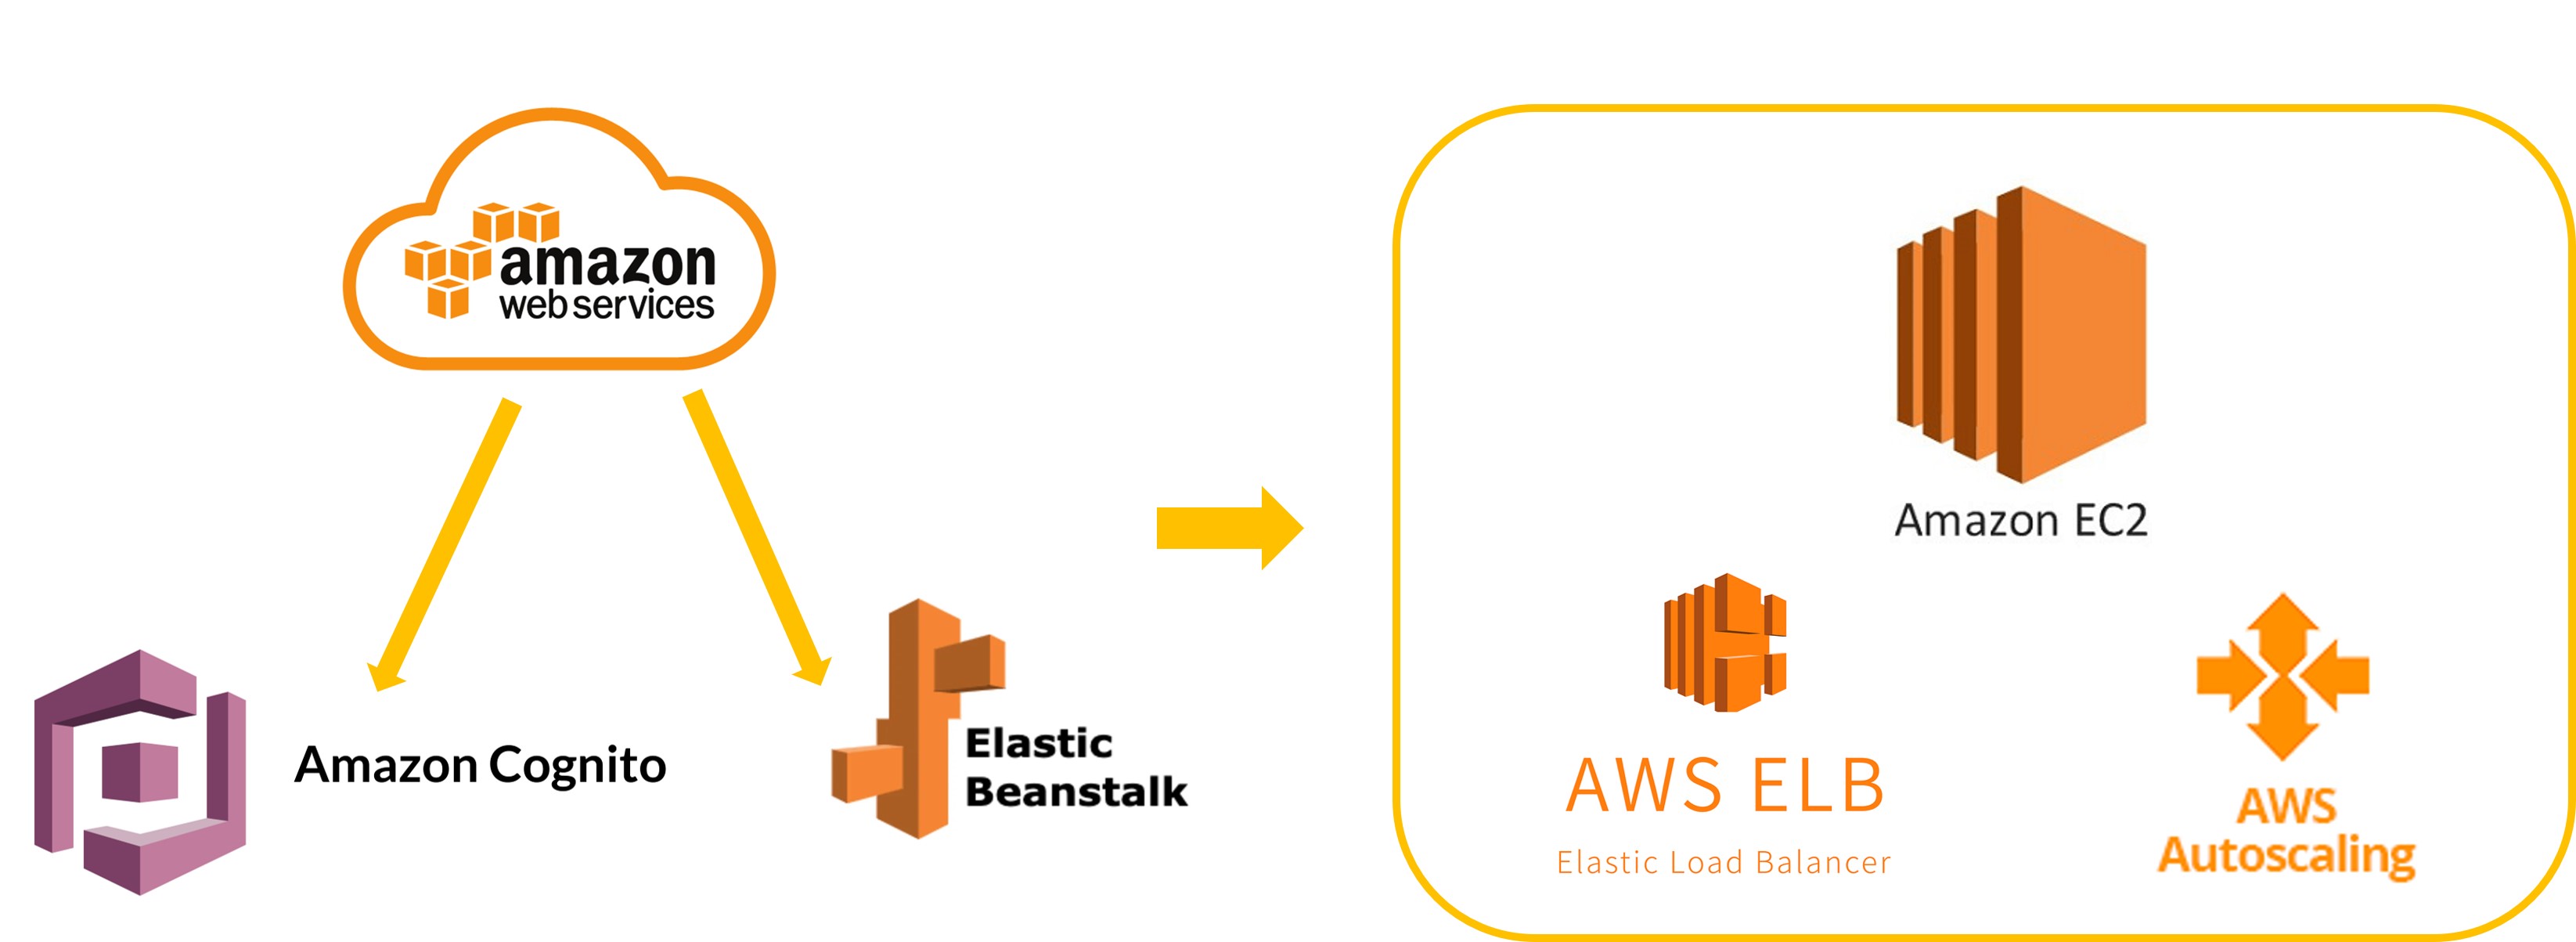 amazon
web services
Amazon Cognito
Elastic
Beanstalk
Amazon EC2
AWS ELB
Elastic Load Balancer
AWS
Autoscaling